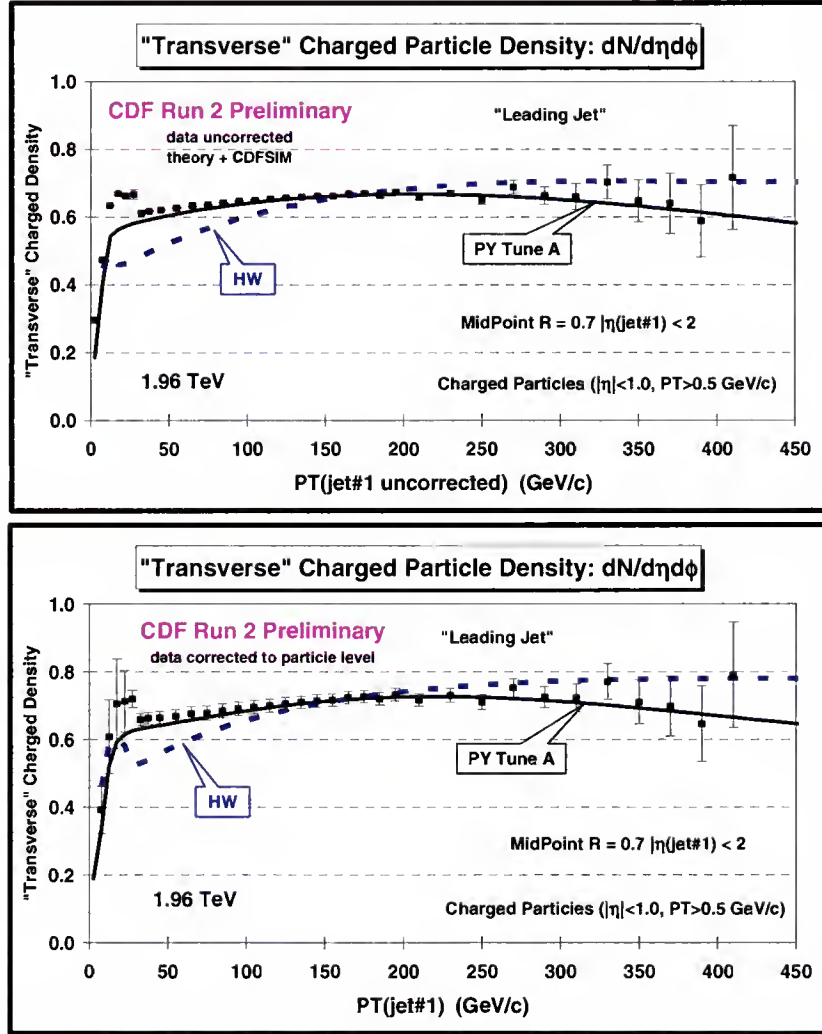 "Transverse" Charged Particle Density: dN/dηdϕ
"Transverse" Charged Density
1.0
0.8
0.6
0.4
0.2
0.0
CDF Run 2 Preliminary
data uncorrected
theory + CDFSIM
"Leading Jet"
PY Tune A
HW
MidPoint R = 0.7 |η(jet#1) < 2
1.96 TeV
Charged Particles (|η|<1.0, PT>0.5 GeV/c)
0 50 100 150 200 250 300 350 400 450
PT(jet#1 uncorrected) (GeV/c)
"Transverse" Charged Particle Density: dN/dηdϕ
"Transverse" Charged Density
1.0
0.8
0.6
0.4
0.2
0.0
CDF Run 2 Preliminary
data corrected to particle level
"Leading Jet"
PY Tune A
HW
MidPoint R = 0.7 |η(jet#1) < 2
1.96 TeV
Charged Particles (|η|<1.0, PT>0.5 GeV/c)
0 50 100 150 200 250 300 350 400 450
PT(jet#1) (GeV/c)